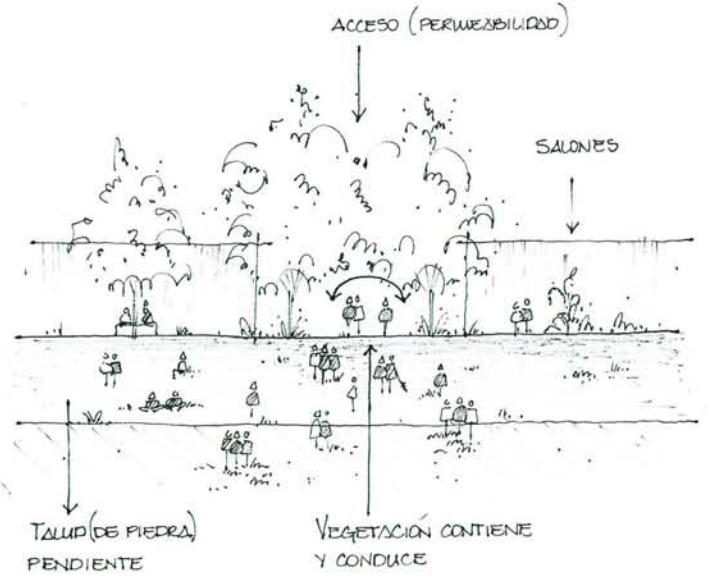 ACCESO (PERMEABILIDAD)
SALONES
TALUD (DE PIEDRA)
PENDIENTE
VEGETACIÓN CONTIENE
Y CONDUCE